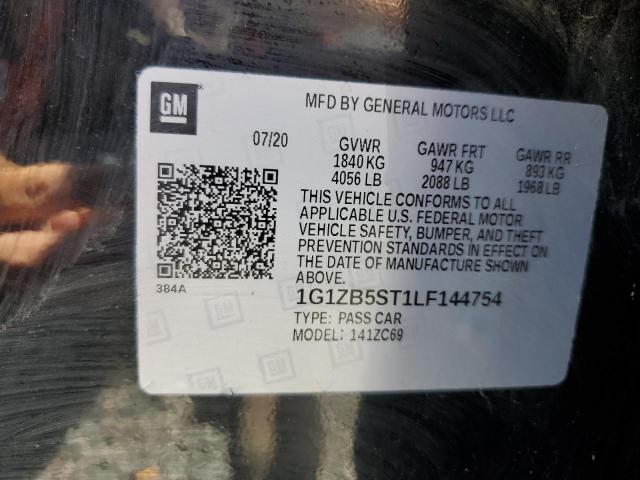 GM
MFD BY GENERAL MOTORS LLC
07/20 GVWR GAWR FRT GAWR RR
1840 KG 947 KG 893 KG
4056 LB 2088 LB 1968 LB
THIS VEHICLE CONFORMS TO ALL
APPLICABLE U.S. FEDERAL MOTOR
VEHICLE SAFETY, BUMPER, AND THEFT
PREVENTION STANDARDS IN EFFECT ON
THE DATE OF MANUFACTURE SHOWN
ABOVE.
384A
1G1ZB5ST1LF144754
TYPE: PASS CAR
MODEL: 141ZC69